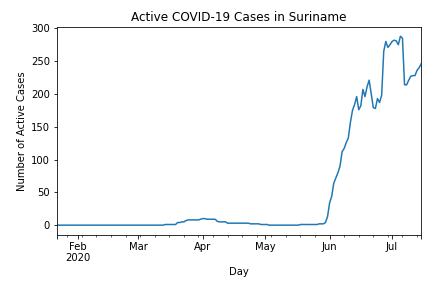 Active COVID-19 Cases in Suriname
300
250
200
150
100
50
0
Number of Active Cases
Feb
2020
Mar
Apr
May
Jun
Jul
Day